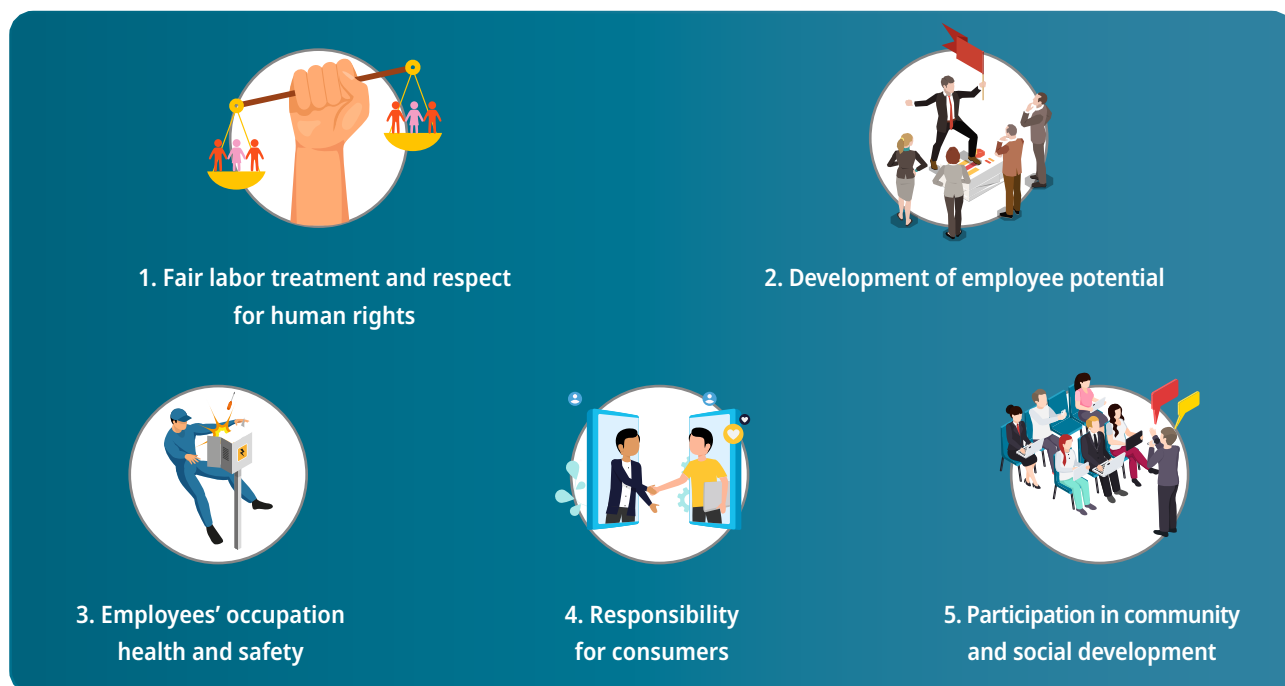 1. Fair labor treatment and respect
for human rights
2. Development of employee potential
3. Employees’ occupation
health and safety
4. Responsibility
for consumers
5. Participation in community
and social development